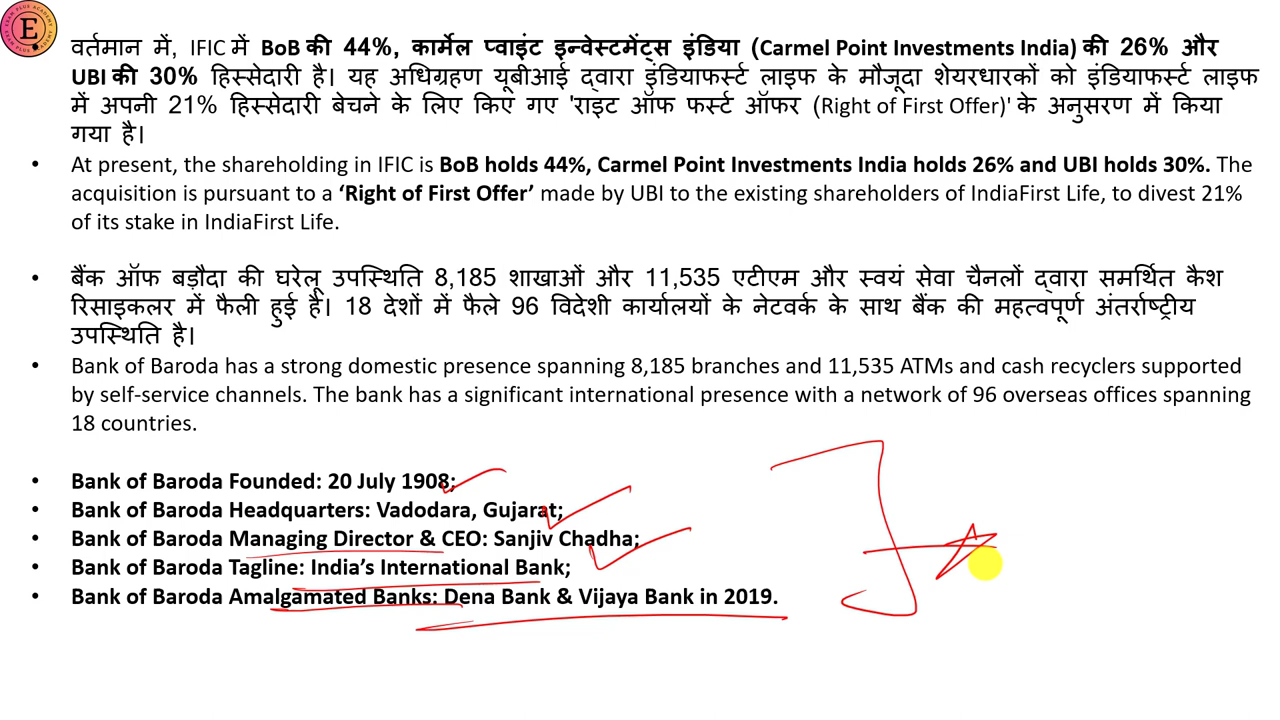 वर्तमान में, IFIC में BoB की 44%, कार्मेल प्वाइंट इन्वेस्टमेंट्स इंडिया (Carmel Point Investments India) की 26% और
UBI की 30% हिस्सेदारी है। यह अधिग्रहण यूबीआई द्वारा इंडियाफर्स्ट लाइफ के मौजूदा शेयरधारकों को इंडियाफर्स्ट लाइफ
में अपनी 21% हिस्सेदारी बेचने के लिए किए गए 'राइट ऑफ फर्स्ट ऑफर (Right of First Offer)' के अनुसरण में किया
गया है।
• At present, the shareholding in IFIC is BoB holds 44%, Carmel Point Investments India holds 26% and UBI holds 30%. The
acquisition is pursuant to a ‘Right of First Offer’ made by UBI to the existing shareholders of IndiaFirst Life, to divest 21%
of its stake in IndiaFirst Life.
• बैंक ऑफ बड़ौदा की घरेलू उपस्थिति 8,185 शाखाओं और 11,535 एटीएम और स्वयं सेवा चैनलों द्वारा समर्थित कैश
रिसाइकलर में फैली हुई है। 18 देशों में फैले 96 विदेशी कार्यालयों के नेटवर्क के साथ बैंक की महत्वपूर्ण अंतर्राष्ट्रीय
उपस्थिति है।
• Bank of Baroda has a strong domestic presence spanning 8,185 branches and 11,535 ATMs and cash recyclers supported
by self-service channels. The bank has a significant international presence with a network of 96 overseas offices spanning
18 countries.
• Bank of Baroda Founded: 20 July 1908;
• Bank of Baroda Headquarters: Vadodara, Gujarat;
• Bank of Baroda Managing Director & CEO: Sanjiv Chadha;
• Bank of Baroda Tagline: India’s International Bank;
• Bank of Baroda Amalgamated Banks: Dena Bank & Vijaya Bank in 2019.